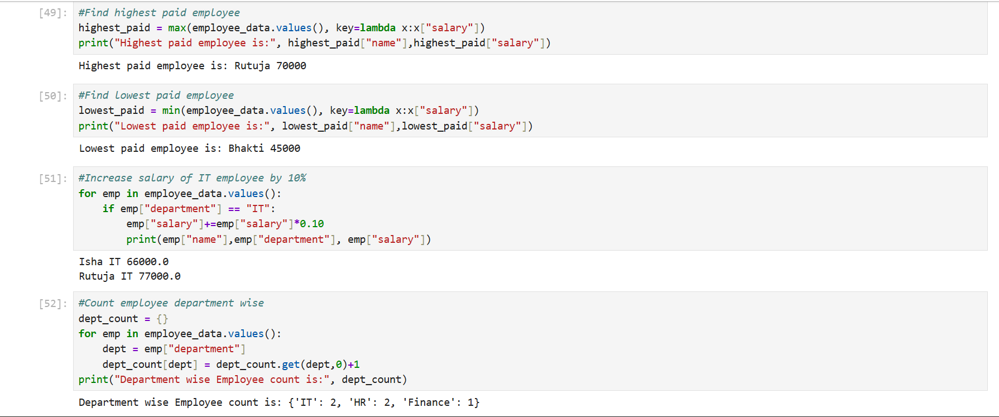 [49]: #Find highest paid employee
highest_paid = max(employee_data.values(), key=lambda x:x["salary"])
print("Highest paid employee is:", highest_paid["name"],highest_paid["salary"])
Highest paid employee is: Rutuja 70000
[50]: #Find lowest paid employee
lowest_paid = min(employee_data.values(), key=lambda x:x["salary"])
print("Lowest paid employee is:", lowest_paid["name"],lowest_paid["salary"])
Lowest paid employee is: Bhakti 45000
[51]: #Increase salary of IT employee by 10%
for emp in employee_data.values():
    if emp["department"] == "IT":
        emp["salary"]+=emp["salary"]*0.10
        print(emp["name"],emp["department"], emp["salary"])
Isha IT 66000.0
Rutuja IT 77000.0
[52]: #Count employee department wise
dept_count = {}
for emp in employee_data.values():
    dept = emp["department"]
    dept_count[dept] = dept_count.get(dept,0)+1
print("Department wise Employee count is:", dept_count)
Department wise Employee count is: {'IT': 2, 'HR': 2, 'Finance': 1}